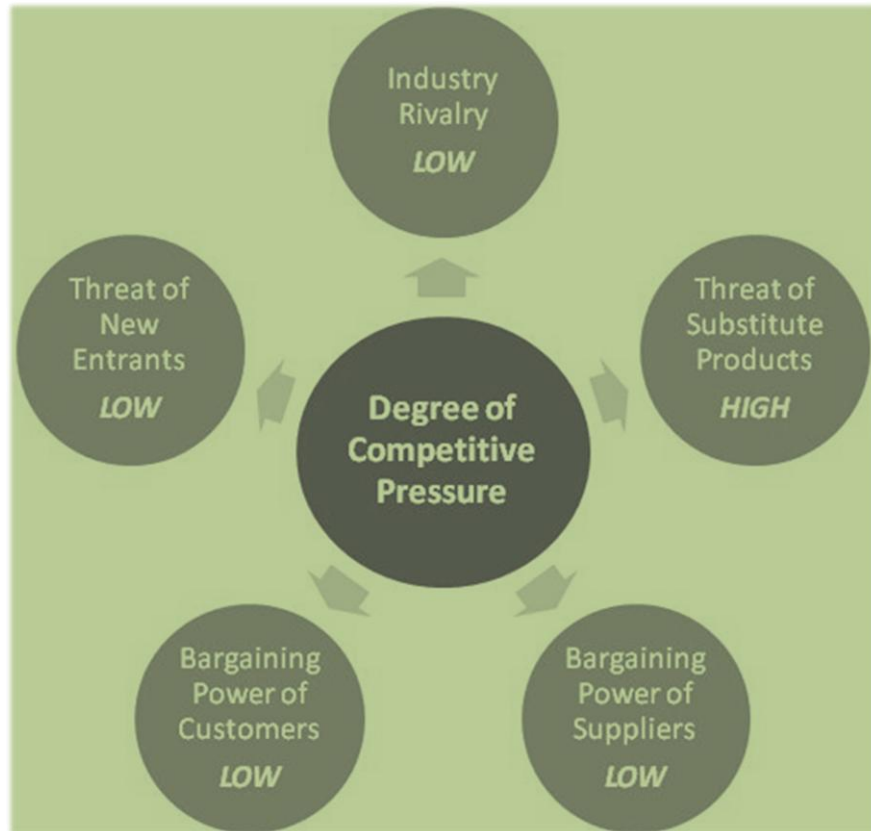 Industry
Rivalry
LOW
Threat of
New
Entrants
LOW
Threat of
Substitute
Products
HIGH
Degree of
Competitive
Pressure
Bargaining
Power of
Customers
LOW
Bargaining
Power of
Suppliers
LOW